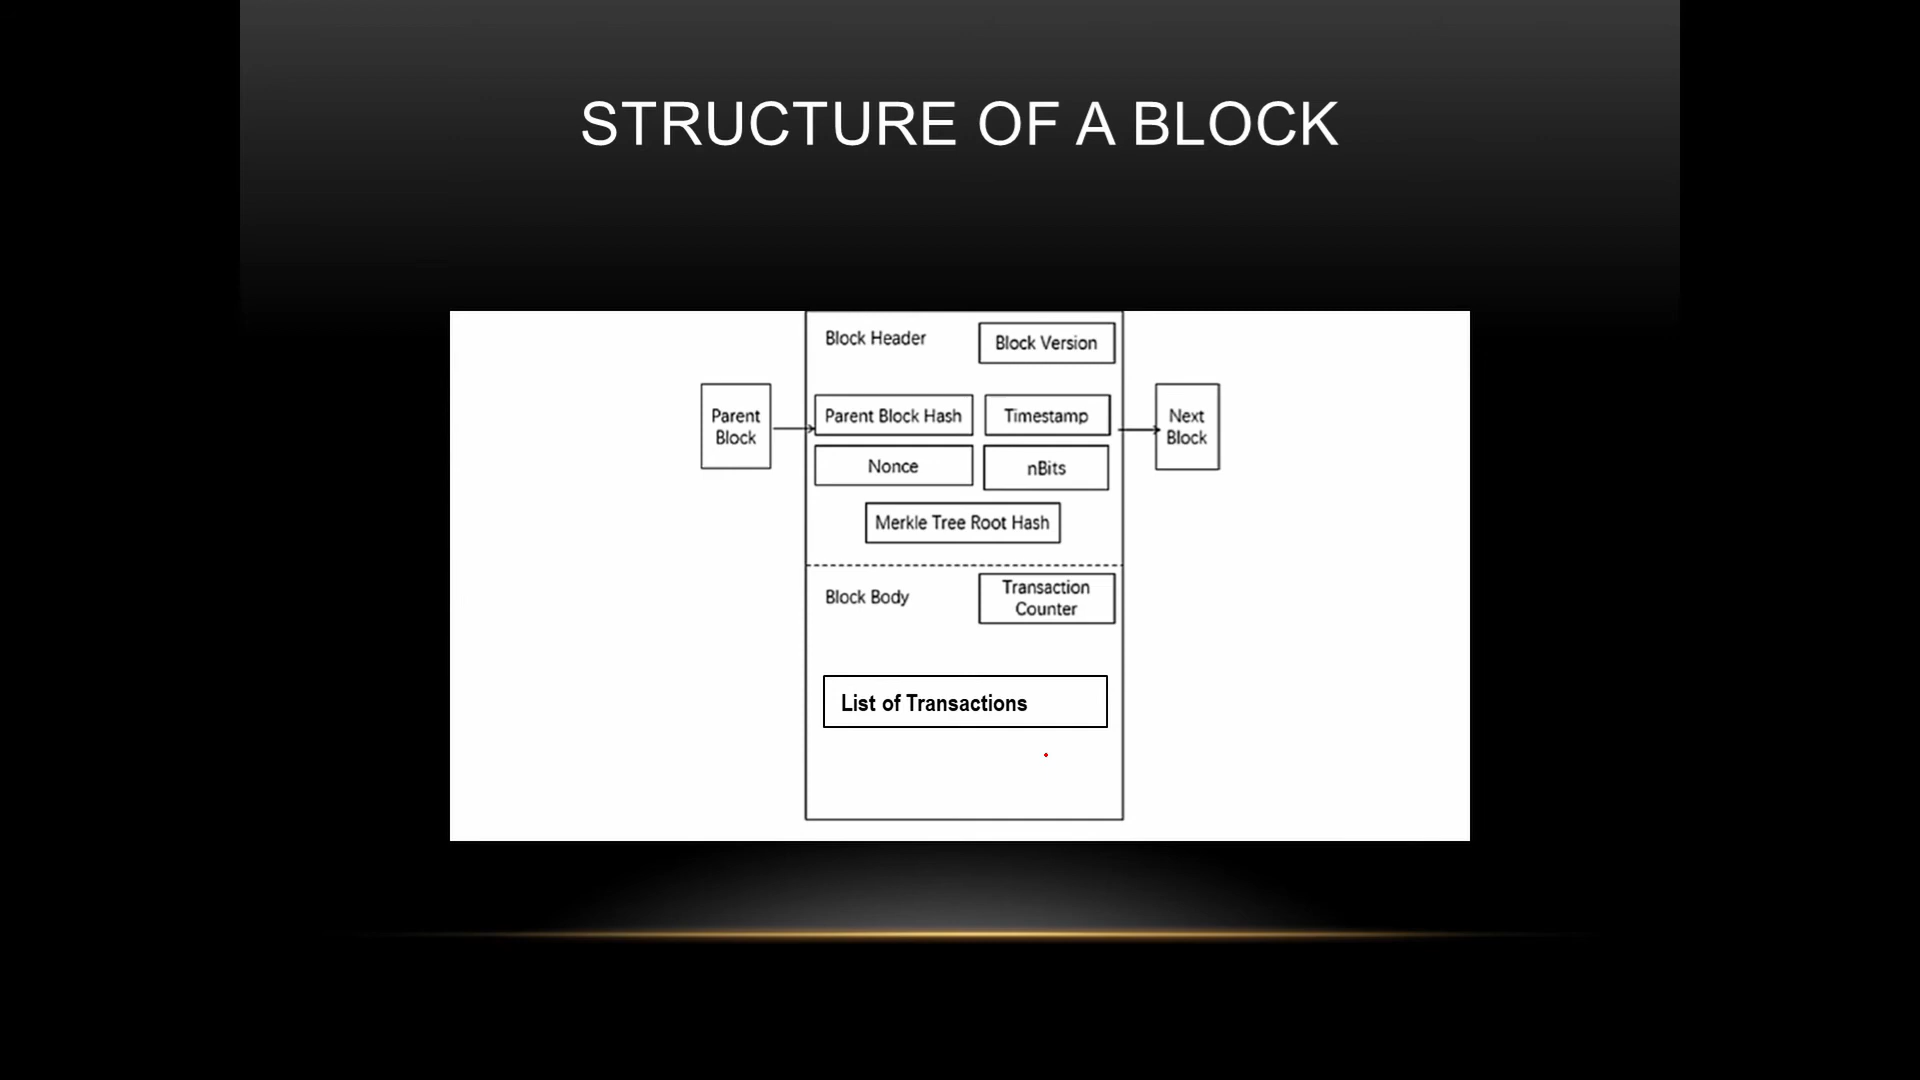 STRUCTURE OF A BLOCK
Block Header
Block Version
Parent
Block
Parent Block Hash
Timestamp
Next
Block
Nonce
nBits
Merkle Tree Root Hash
Block Body
Transaction
Counter
List of Transactions